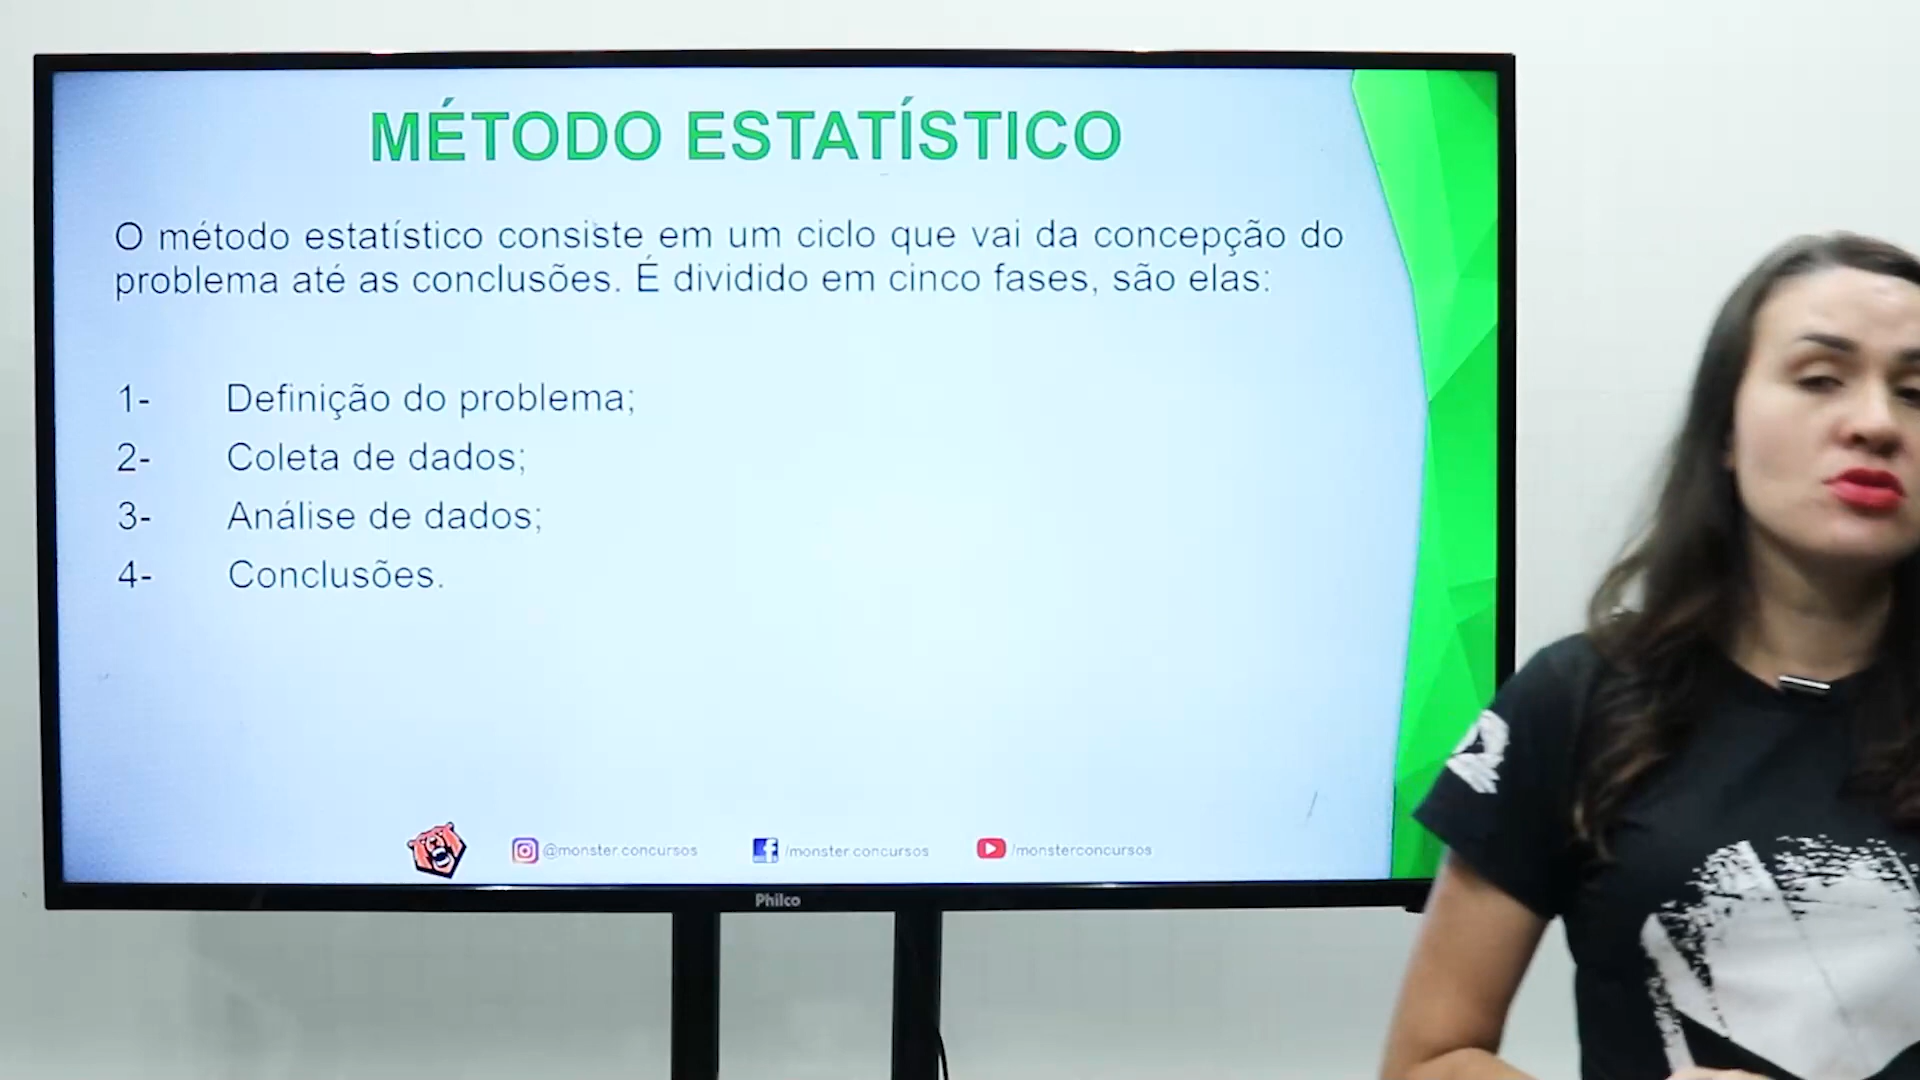 MÉTODO ESTATÍSTICO
O método estatístico consiste em um ciclo que vai da concepção do
problema até as conclusões. É dividido em cinco fases, são elas:
1- Definição do problema;
2- Coleta de dados;
3- Análise de dados;
4- Conclusões.
@monster.concursos /monster.concursos /monsterconcursos
Philco